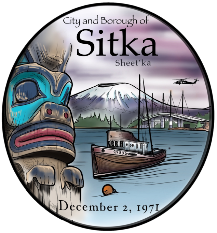 City and Borough of
Sitka
Sheet'ká
December 2, 1971